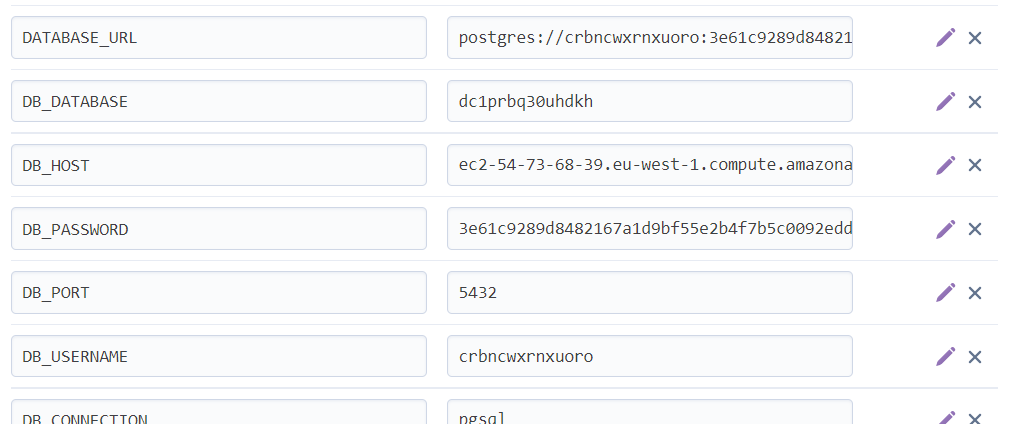 DATABASE_URL postgres://crbncwxrnxuoro:3e61c9289d84821
DB_DATABASE dc1prbq30uhdkh
DB_HOST ec2-54-73-68-39.eu-west-1.compute.amazona
DB_PASSWORD 3e61c9289d8482167a1d9bf55e2b4f7b5c0092edd
DB_PORT 5432
DB_USERNAME crbncwxrnxuoro
DB_CONNECTION pgsql